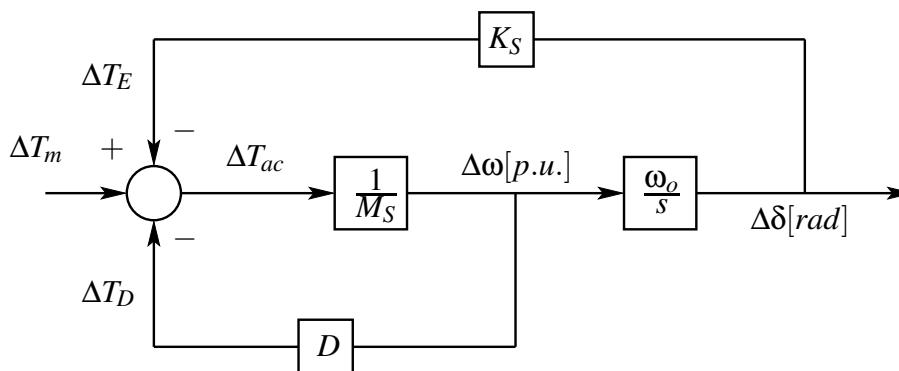 K_S
ΔT_E
−
+
ΔT_m
ΔT_ac
1/M_S
Δω[p.u.]
ω_o/s
Δδ[rad]
−
ΔT_D
D